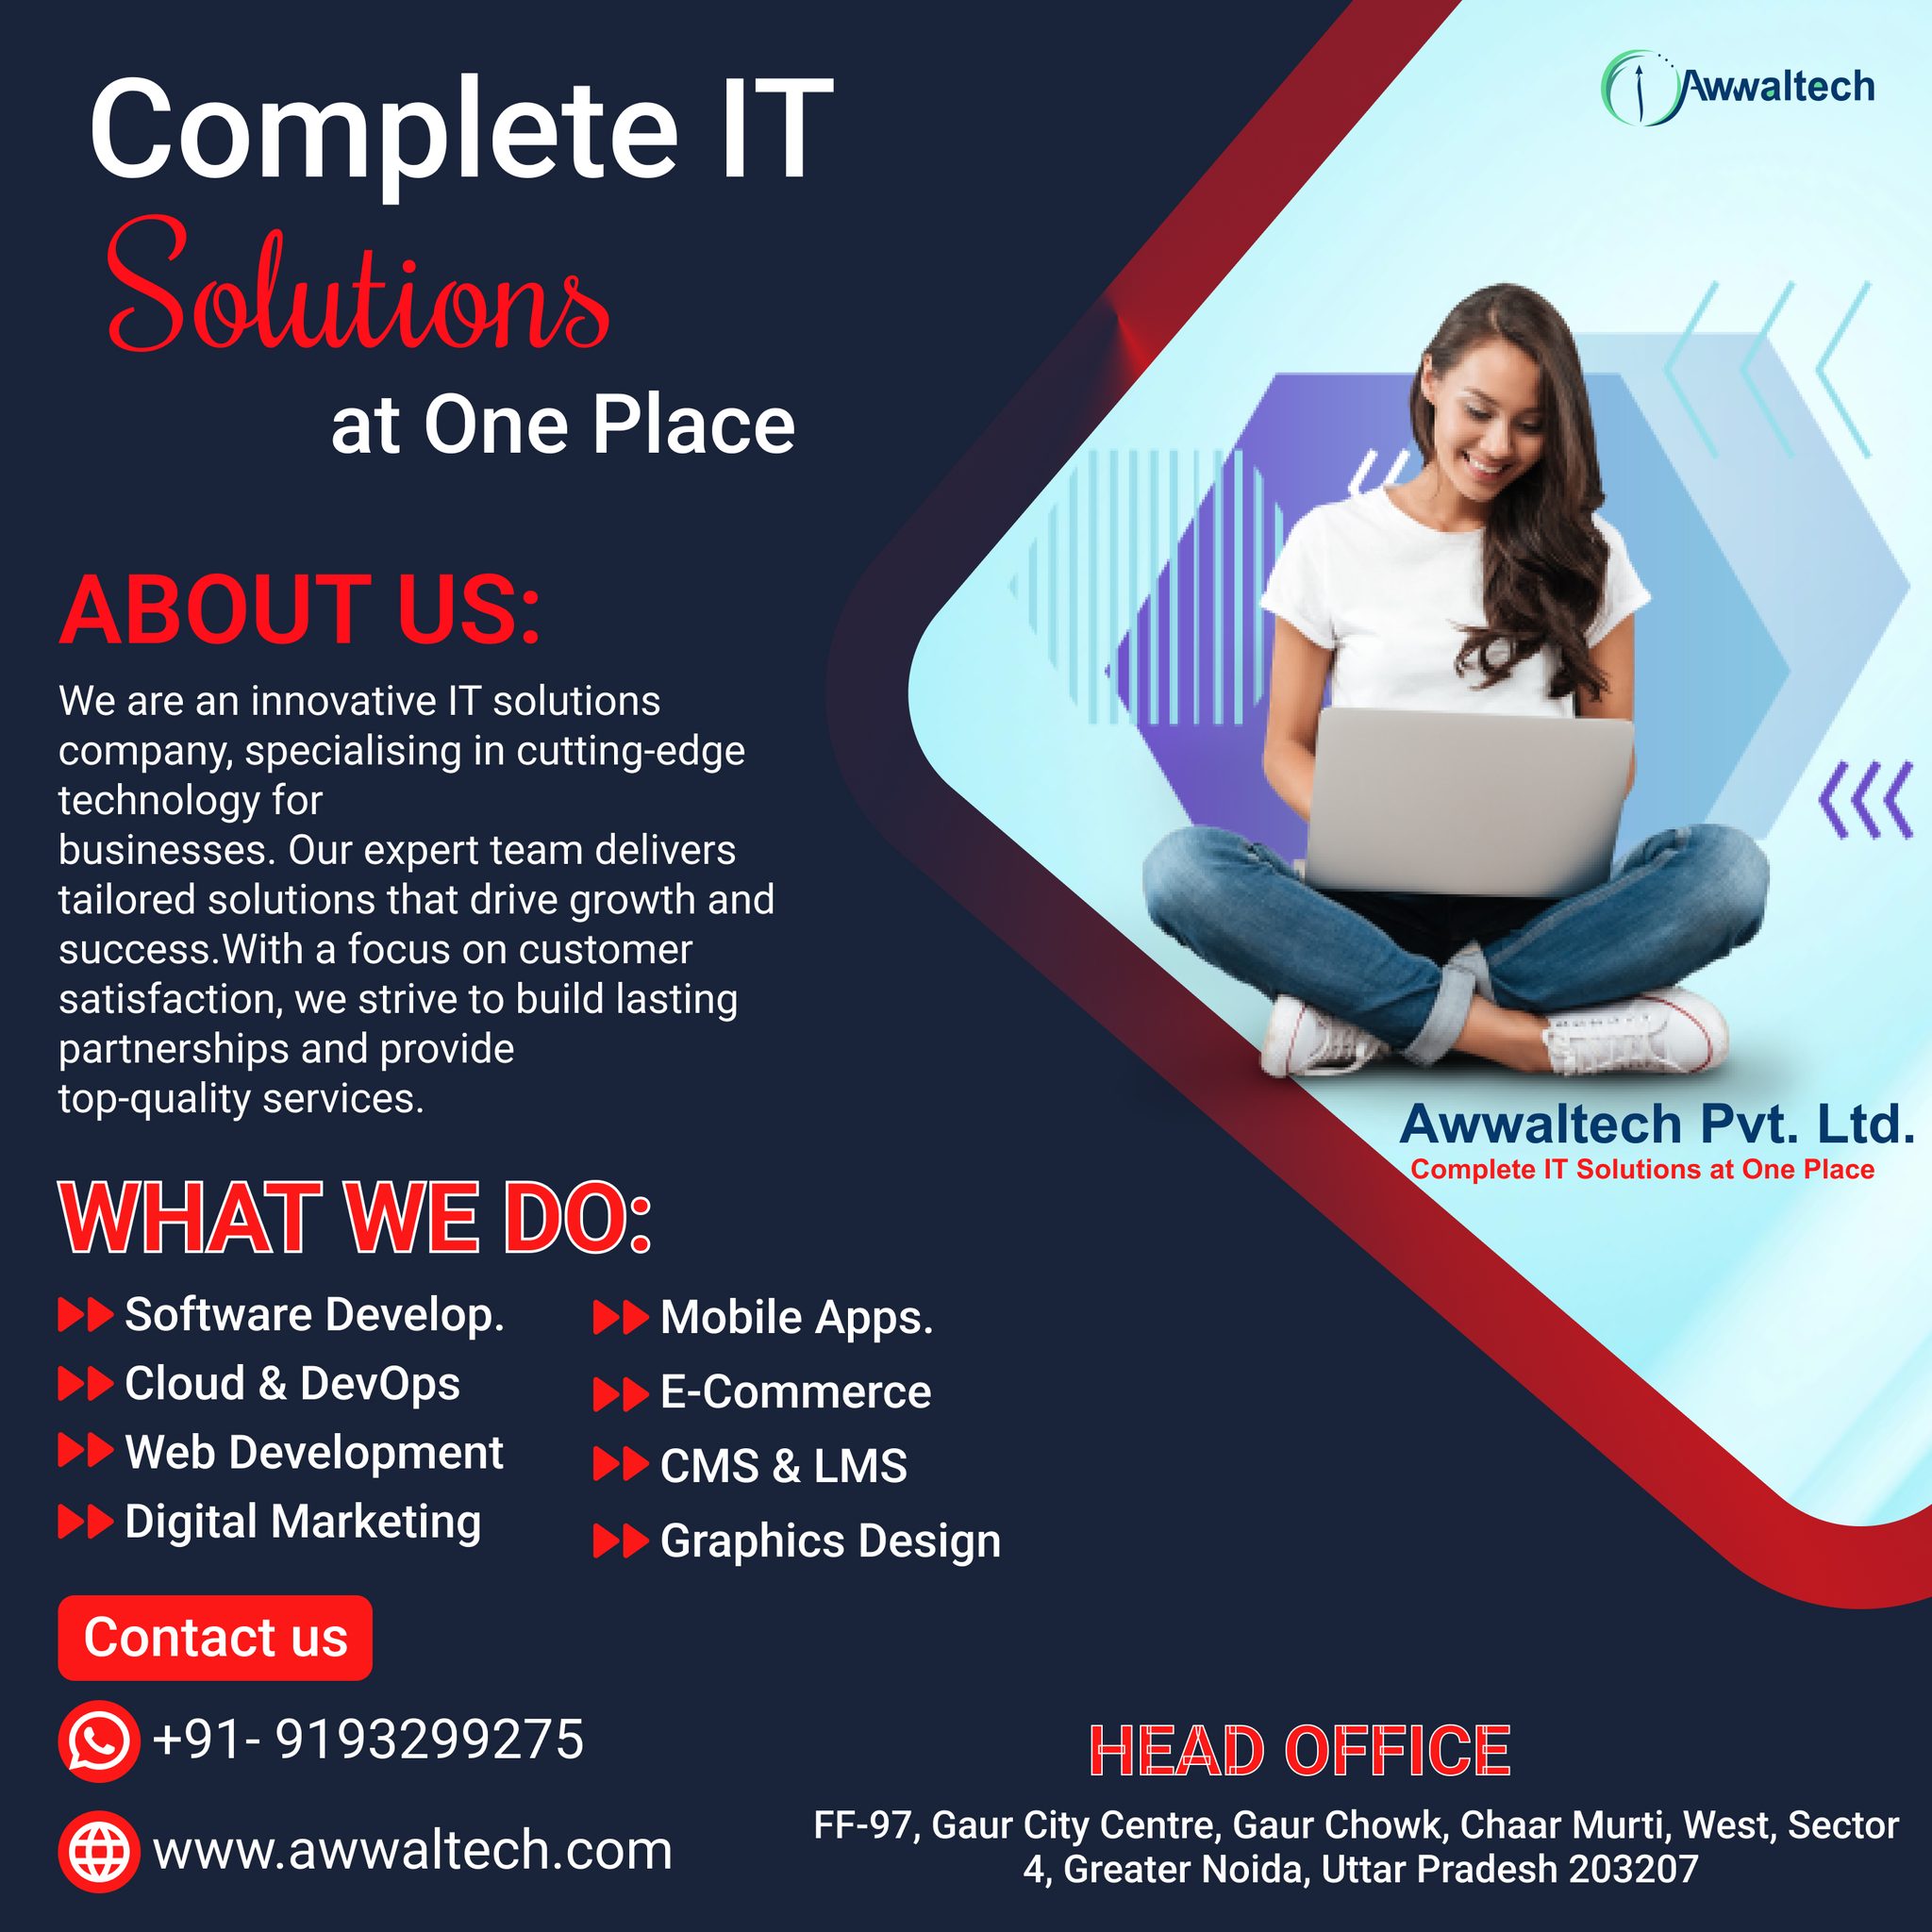 Awwaltech
Complete IT
Solutions
at One Place
ABOUT US:
We are an innovative IT solutions
company, specialising in cutting-edge
technology for
businesses. Our expert team delivers
tailored solutions that drive growth and
success.With a focus on customer
satisfaction, we strive to build lasting
partnerships and provide
top-quality services.
Awwaltech Pvt. Ltd.
Complete IT Solutions at One Place
WHAT WE DO:
Software Develop.
Cloud & DevOps
Web Development
Digital Marketing
Mobile Apps.
E-Commerce
CMS & LMS
Graphics Design
Contact us
+91- 9193299275
www.awwaltech.com
HEAD OFFICE
FF-97, Gaur City Centre, Gaur Chowk, Chaar Murti, West, Sector
4, Greater Noida, Uttar Pradesh 203207